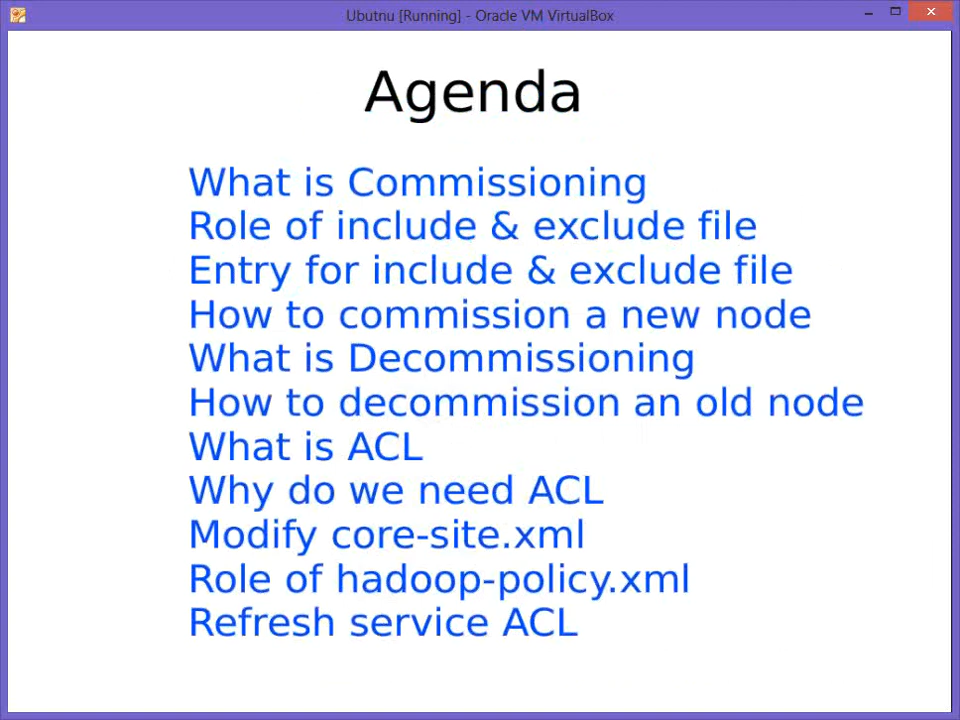 Ubutnu [Running] - Oracle VM VirtualBox
Agenda
What is Commissioning
Role of include & exclude file
Entry for include & exclude file
How to commission a new node
What is Decommissioning
How to decommission an old node
What is ACL
Why do we need ACL
Modify core-site.xml
Role of hadoop-policy.xml
Refresh service ACL